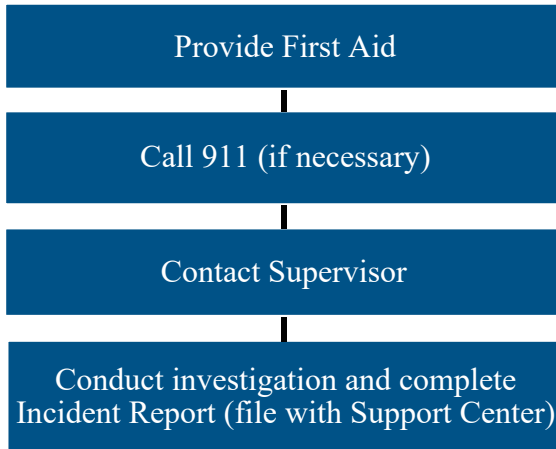 Provide First Aid
Call 911 (if necessary)
Contact Supervisor
Conduct investigation and complete
Incident Report (file with Support Center)